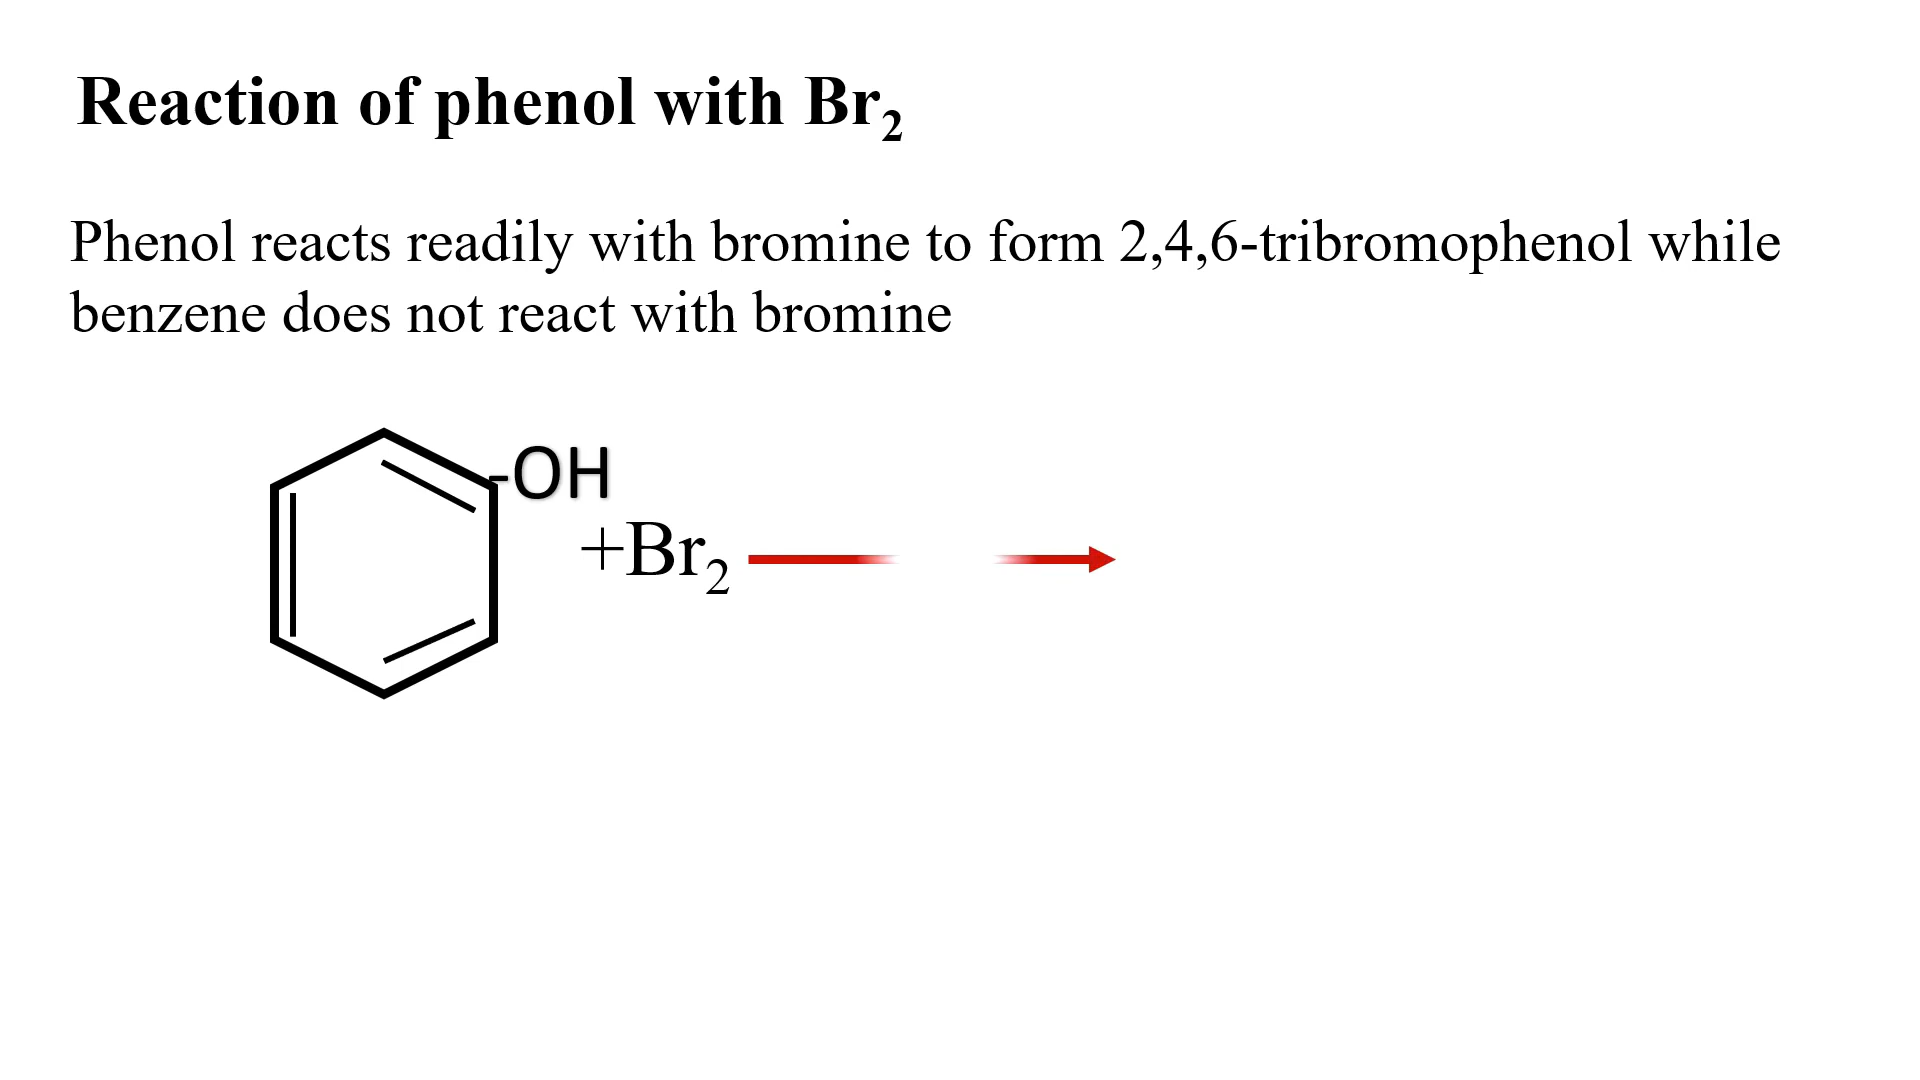 Reaction of phenol with Br₂
Phenol reacts readily with bromine to form 2,4,6-tribromophenol while
benzene does not react with bromine
-OH
+Br₂